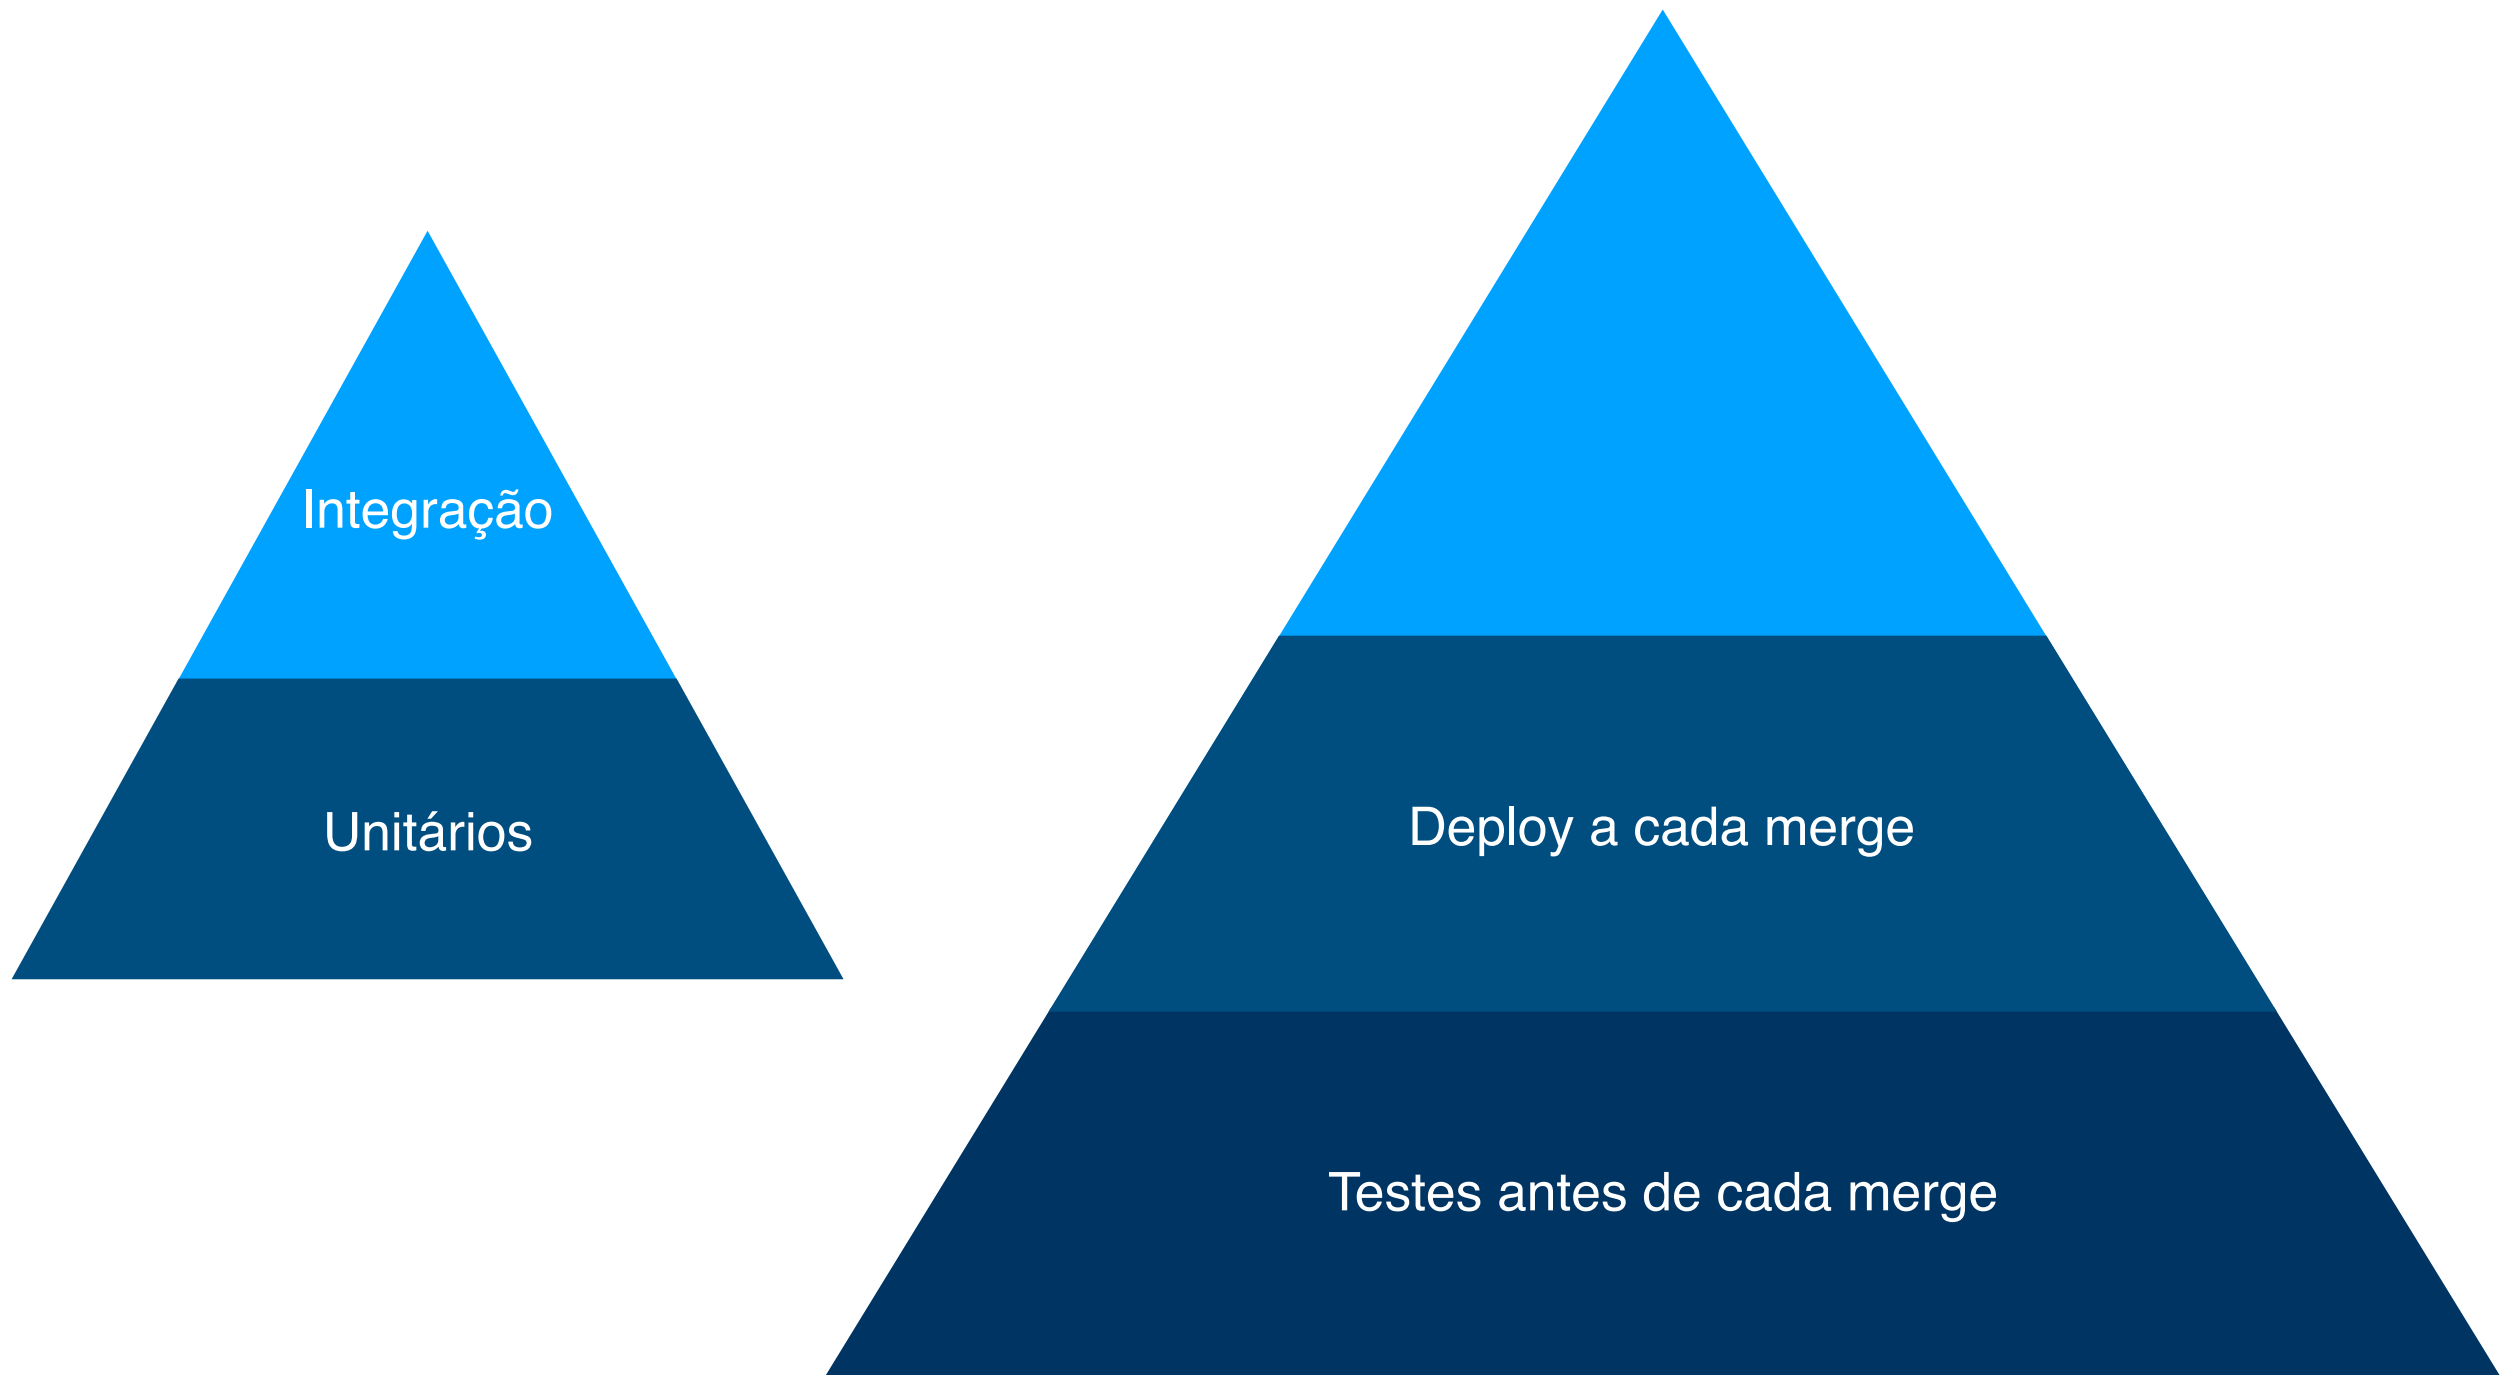 Integração
Unitários
Deploy a cada merge
Testes antes de cada merge